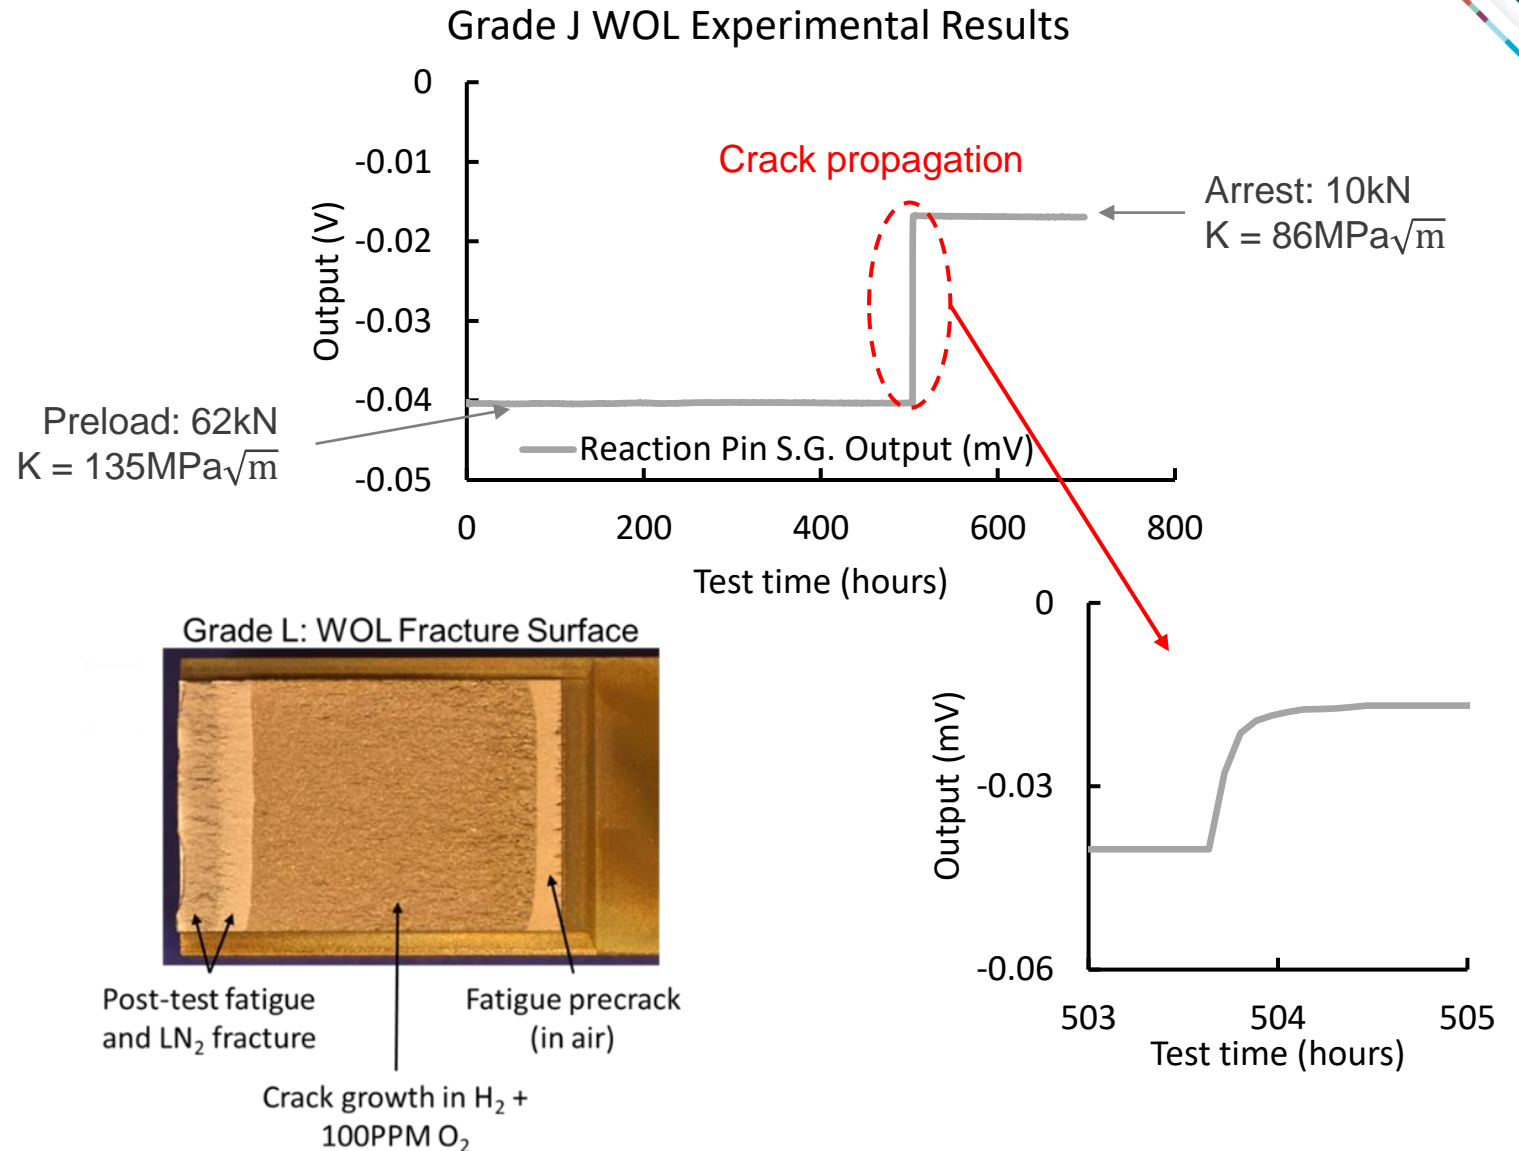 Grade J WOL Experimental Results
0
-0.01
-0.02
-0.03
-0.04
-0.05
Output (V)
Crack propagation
Arrest: 10kN
K = 86MPa√m
Preload: 62kN
K = 135MPa√m
Reaction Pin S.G. Output (mV)
0 200 400 600 800
Test time (hours)
Grade L: WOL Fracture Surface
Post-test fatigue
and LN₂ fracture
Fatigue precrack
(in air)
Crack growth in H₂ +
100PPM O₂
0
-0.03
-0.06
Output (mV)
503 504 505
Test time (hours)